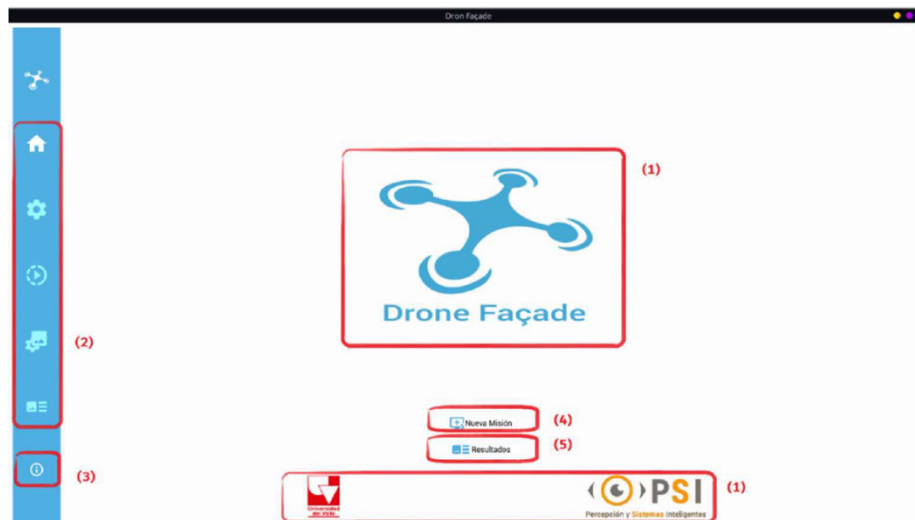 Dron Façade
(1)
Drone Façade
(2)
Nueva Misión
(4)
Resultados
(5)
(3)
Universidad
del Valle
PSI
Percepción y Sistemas Inteligentes
(1)